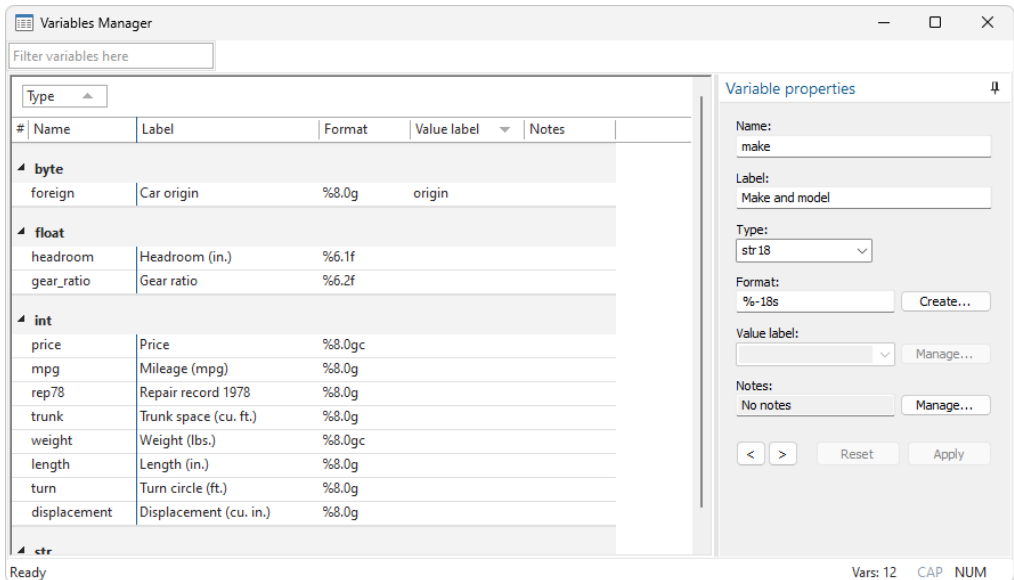 Variables Manager
Filter variables here
Type
# Name Label Format Value label Notes
byte
foreign Car origin %8.0g origin
float
headroom Headroom (in.) %6.1f
gear_ratio Gear ratio %6.2f
int
price Price %8.0gc
mpg Mileage (mpg) %8.0g
rep78 Repair record 1978 %8.0g
trunk Trunk space (cu. ft.) %8.0g
weight Weight (lbs.) %8.0gc
length Length (in.) %8.0g
turn Turn circle (ft.) %8.0g
displacement Displacement (cu. in.) %8.0g
str
Variable properties
Name:
make
Label:
Make and model
Type:
str18
Format:
%-18s Create...
Value label:
Manage...
Notes:
No notes Manage...
< > Reset Apply
Ready Vars: 12 CAP NUM